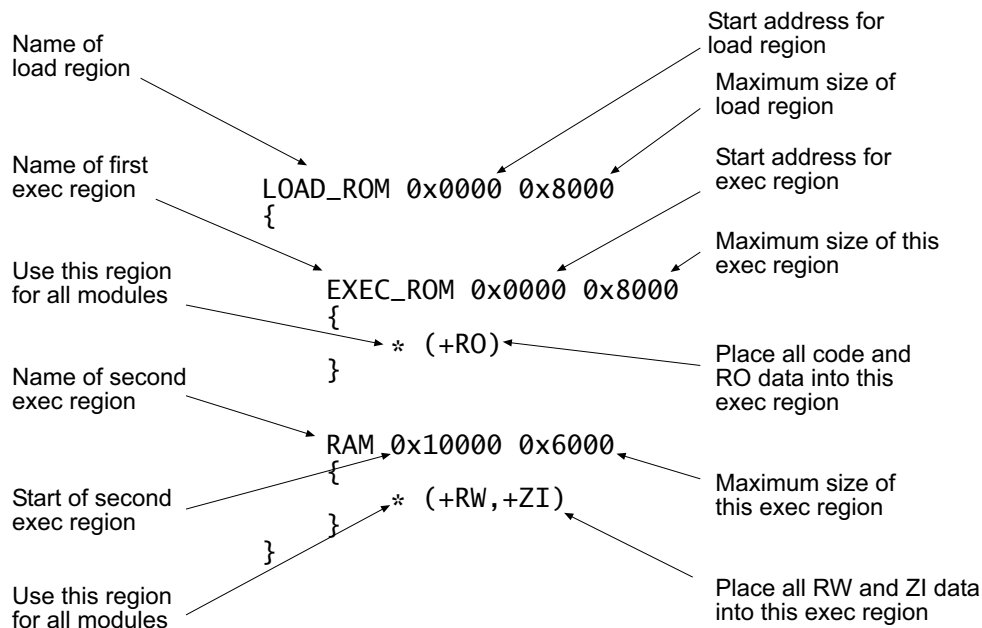 Name of
load region
Start address for
load region
Maximum size of
load region
Name of first
exec region
LOAD_ROM 0x0000 0x8000
{
Start address for
exec region
Maximum size of this
exec region
Use this region
for all modules
EXEC_ROM 0x0000 0x8000
{
* (+RO)
}
Place all code and
RO data into this
exec region
Name of second
exec region
RAM 0x10000 0x6000
{
* (+RW,+ZI)
}
}
Start of second
exec region
Maximum size of
this exec region
Use this region
for all modules
Place all RW and ZI data
into this exec region